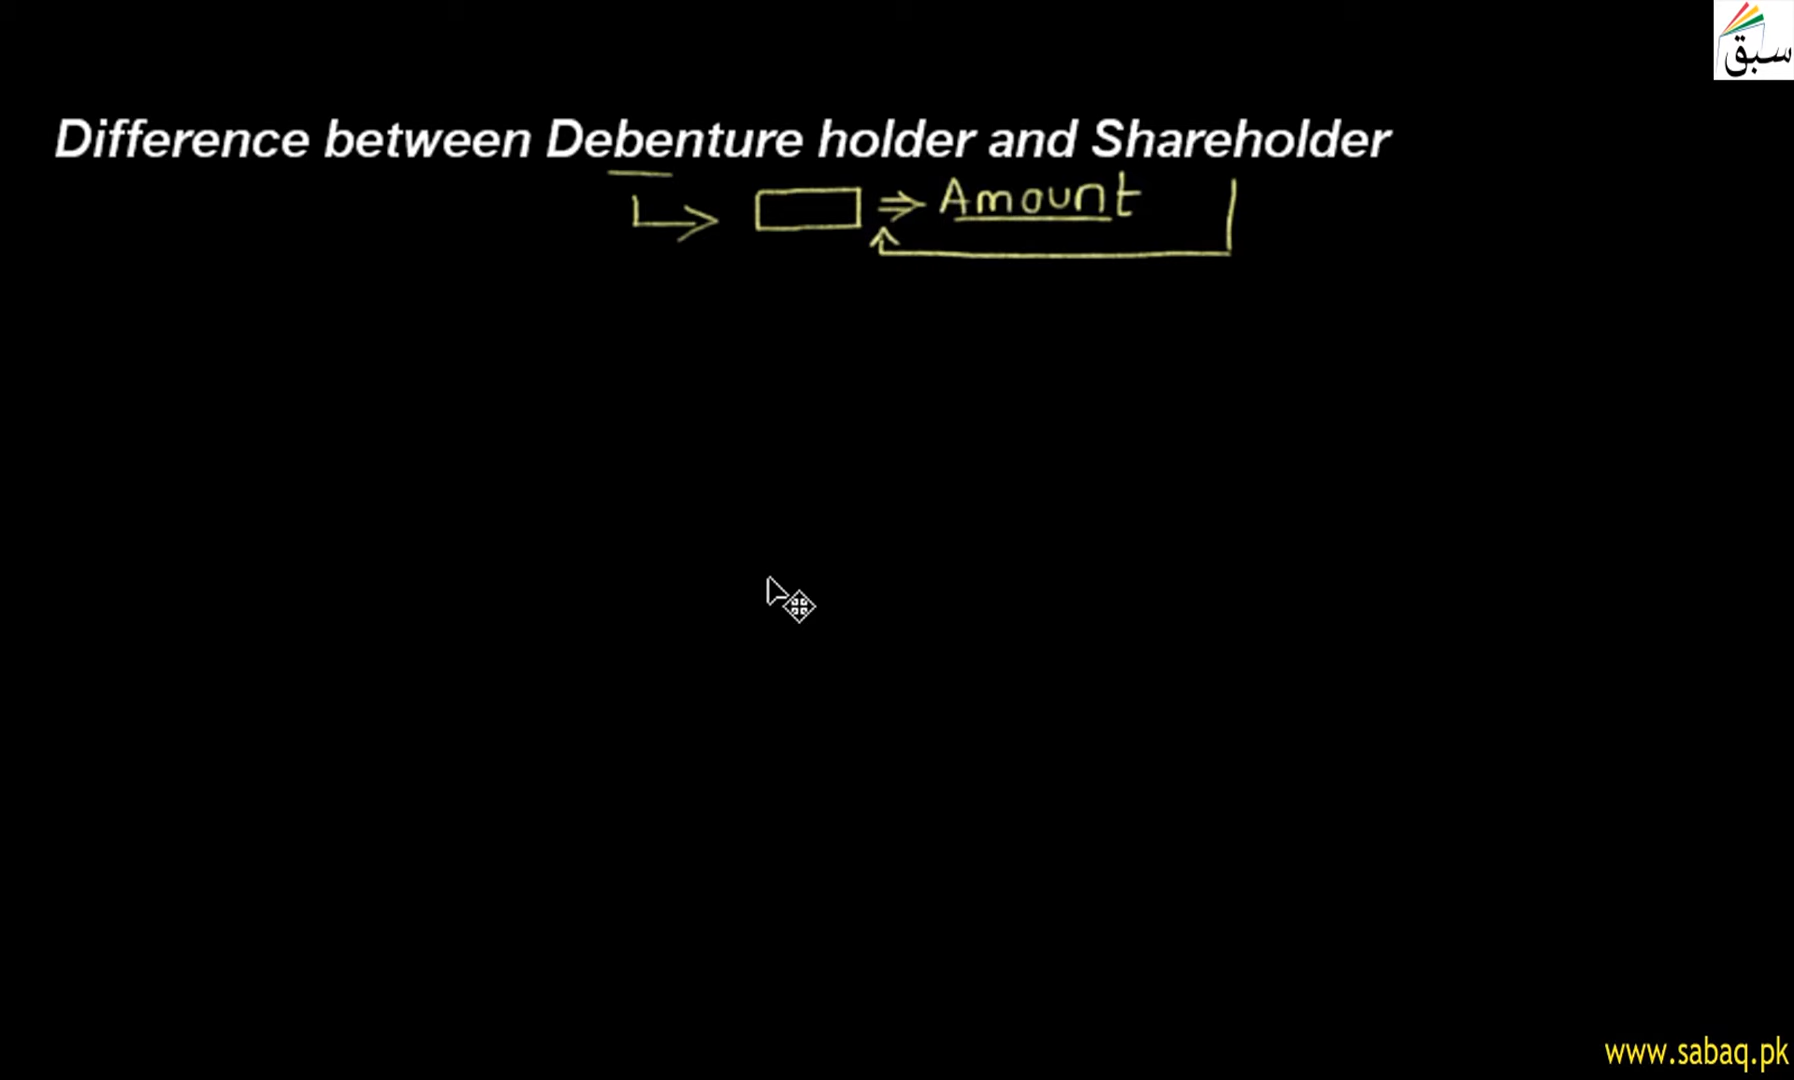 سبق
Difference between Debenture holder and Shareholder
Amount
www.sabaq.pk